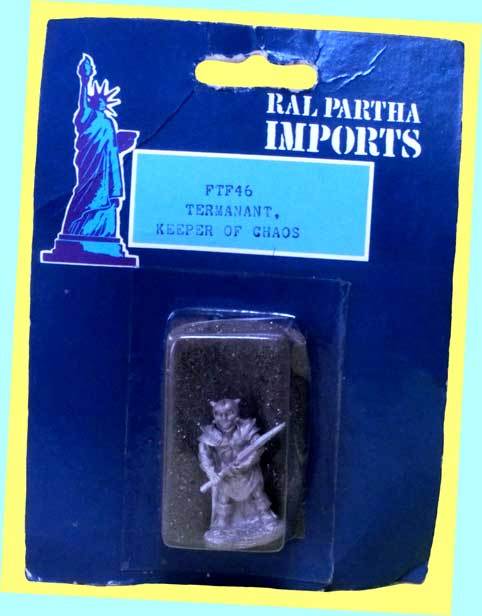 RAL PARTHA
IMPORTS
FTF46
TERMANANT,
KEEPER OF CHAOS